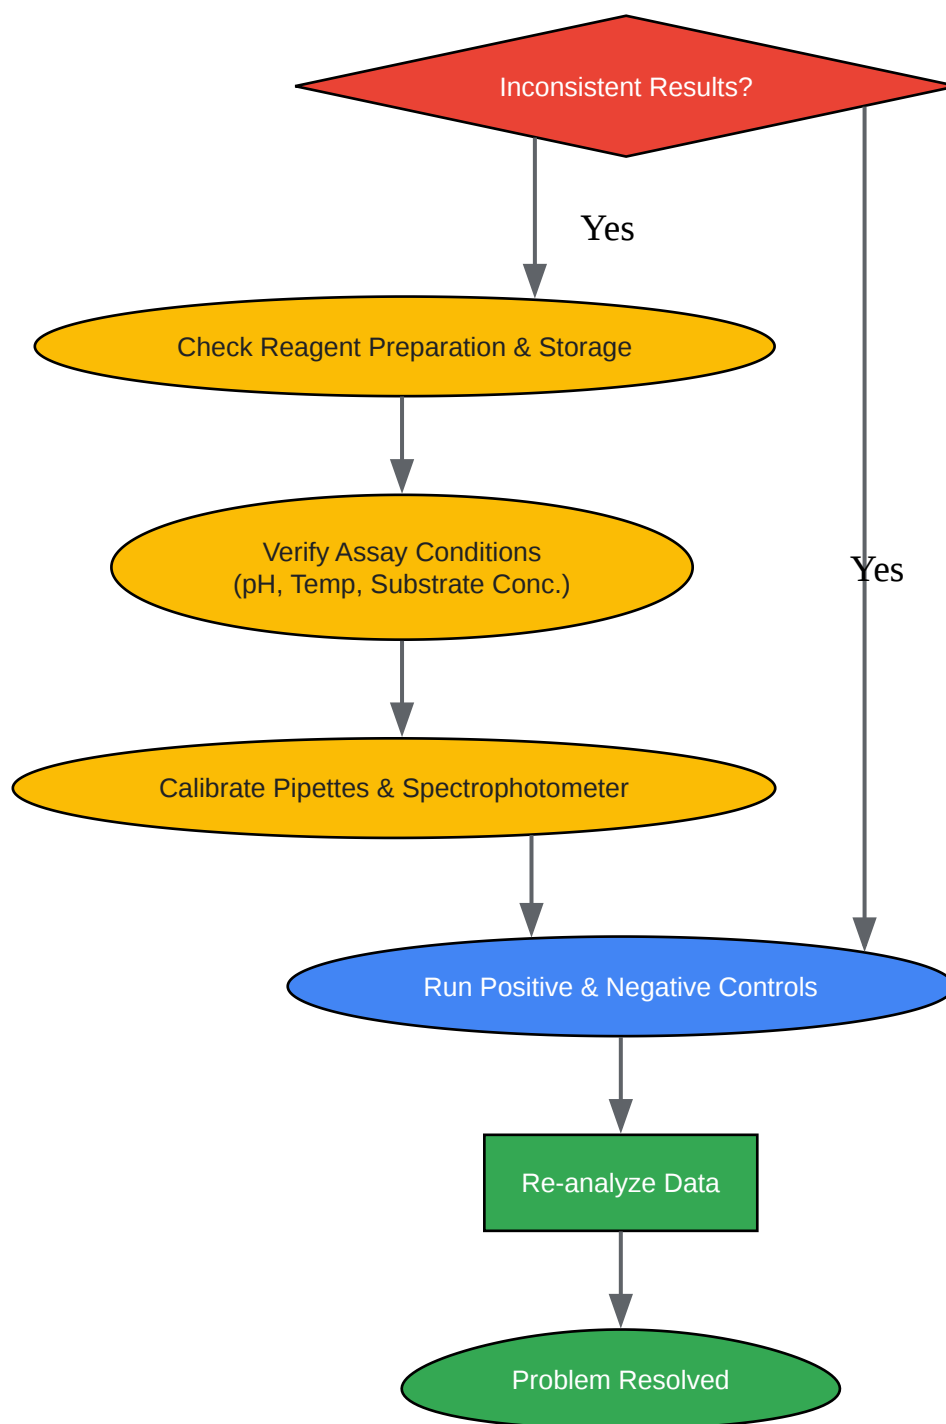 Inconsistent Results?
Yes
Check Reagent Preparation & Storage
Verify Assay Conditions
(pH, Temp, Substrate Conc.)
Yes
Calibrate Pipettes & Spectrophotometer
Run Positive & Negative Controls
Re-analyze Data
Problem Resolved